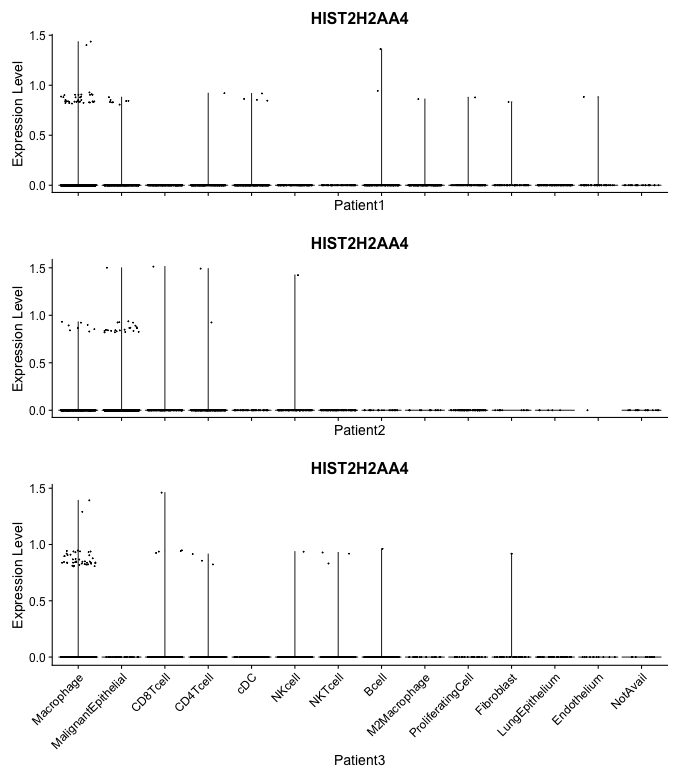 HIST2H2AA4
Expression Level
1.5
1.0
0.5
0.0
Patient1
HIST2H2AA4
Expression Level
1.5
1.0
0.5
0.0
Patient2
HIST2H2AA4
Expression Level
1.5
1.0
0.5
0.0
Macrophage
MalignantEpithelial
CD8Tcell
CD4Tcell
cDC
NKcell
NKTcell
Bcell
M2Macrophage
ProliferatingCell
Fibroblast
LungEpithelium
Endothelium
NotAvail
Patient3